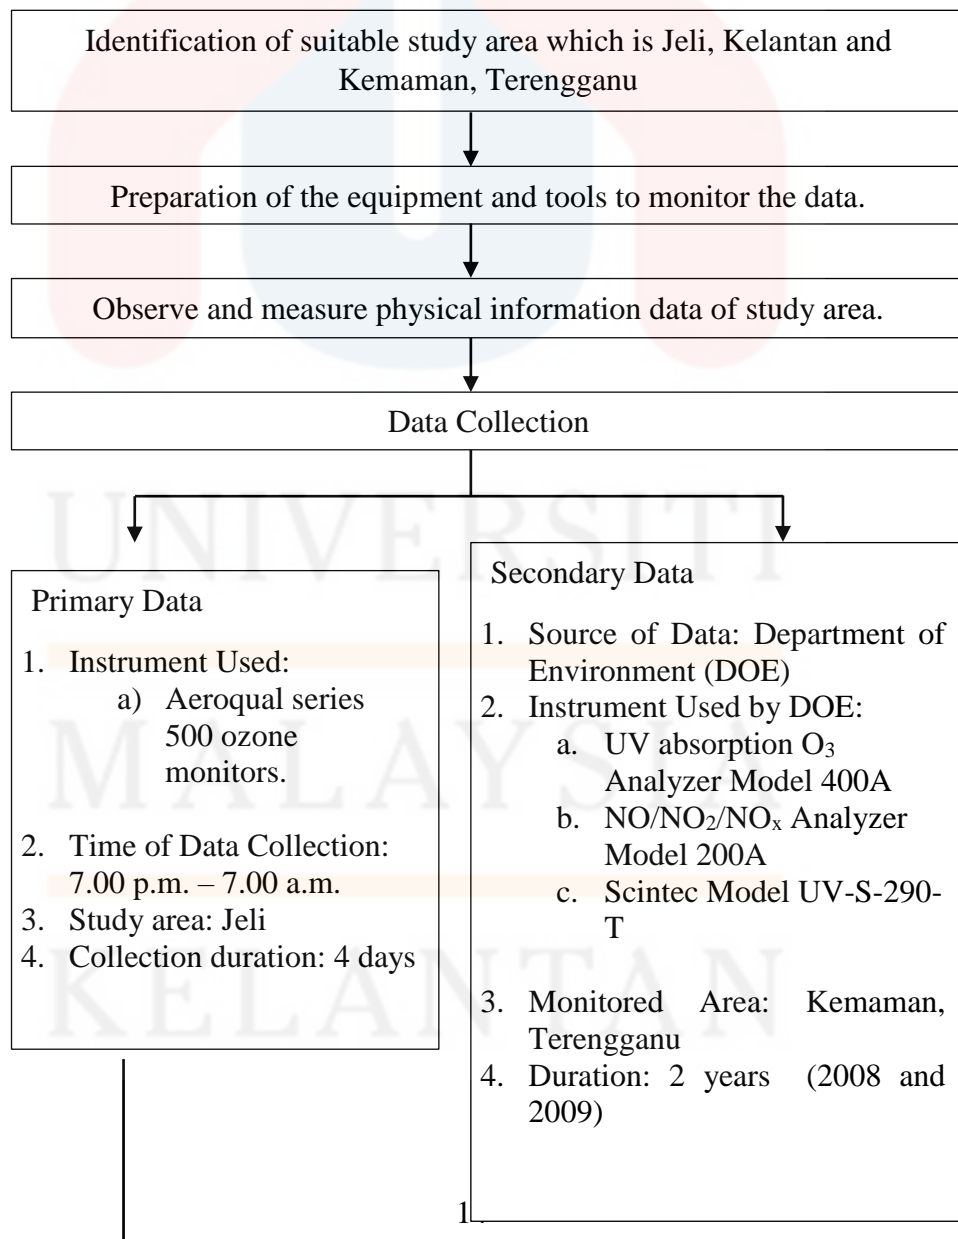 Identification of suitable study area which is Jeli, Kelantan and
Kemaman, Terengganu
Preparation of the equipment and tools to monitor the data.
Observe and measure physical information data of study area.
Data Collection
Primary Data
1. Instrument Used:
a) Aeroqual series
500 ozone
monitors.
2. Time of Data Collection:
7.00 p.m. – 7.00 a.m.
3. Study area: Jeli
4. Collection duration: 4 days
Secondary Data
1. Source of Data: Department of
Environment (DOE)
2. Instrument Used by DOE:
a. UV absorption O₃
Analyzer Model 400A
b. NO/NO₂/NOₓ Analyzer
Model 200A
c. Scintec Model UV-S-290-
T
3. Monitored Area: Kemaman,
Terengganu
4. Duration: 2 years (2008 and
2009)
UNIVERSITI
MALAYSIA
KELANTAN